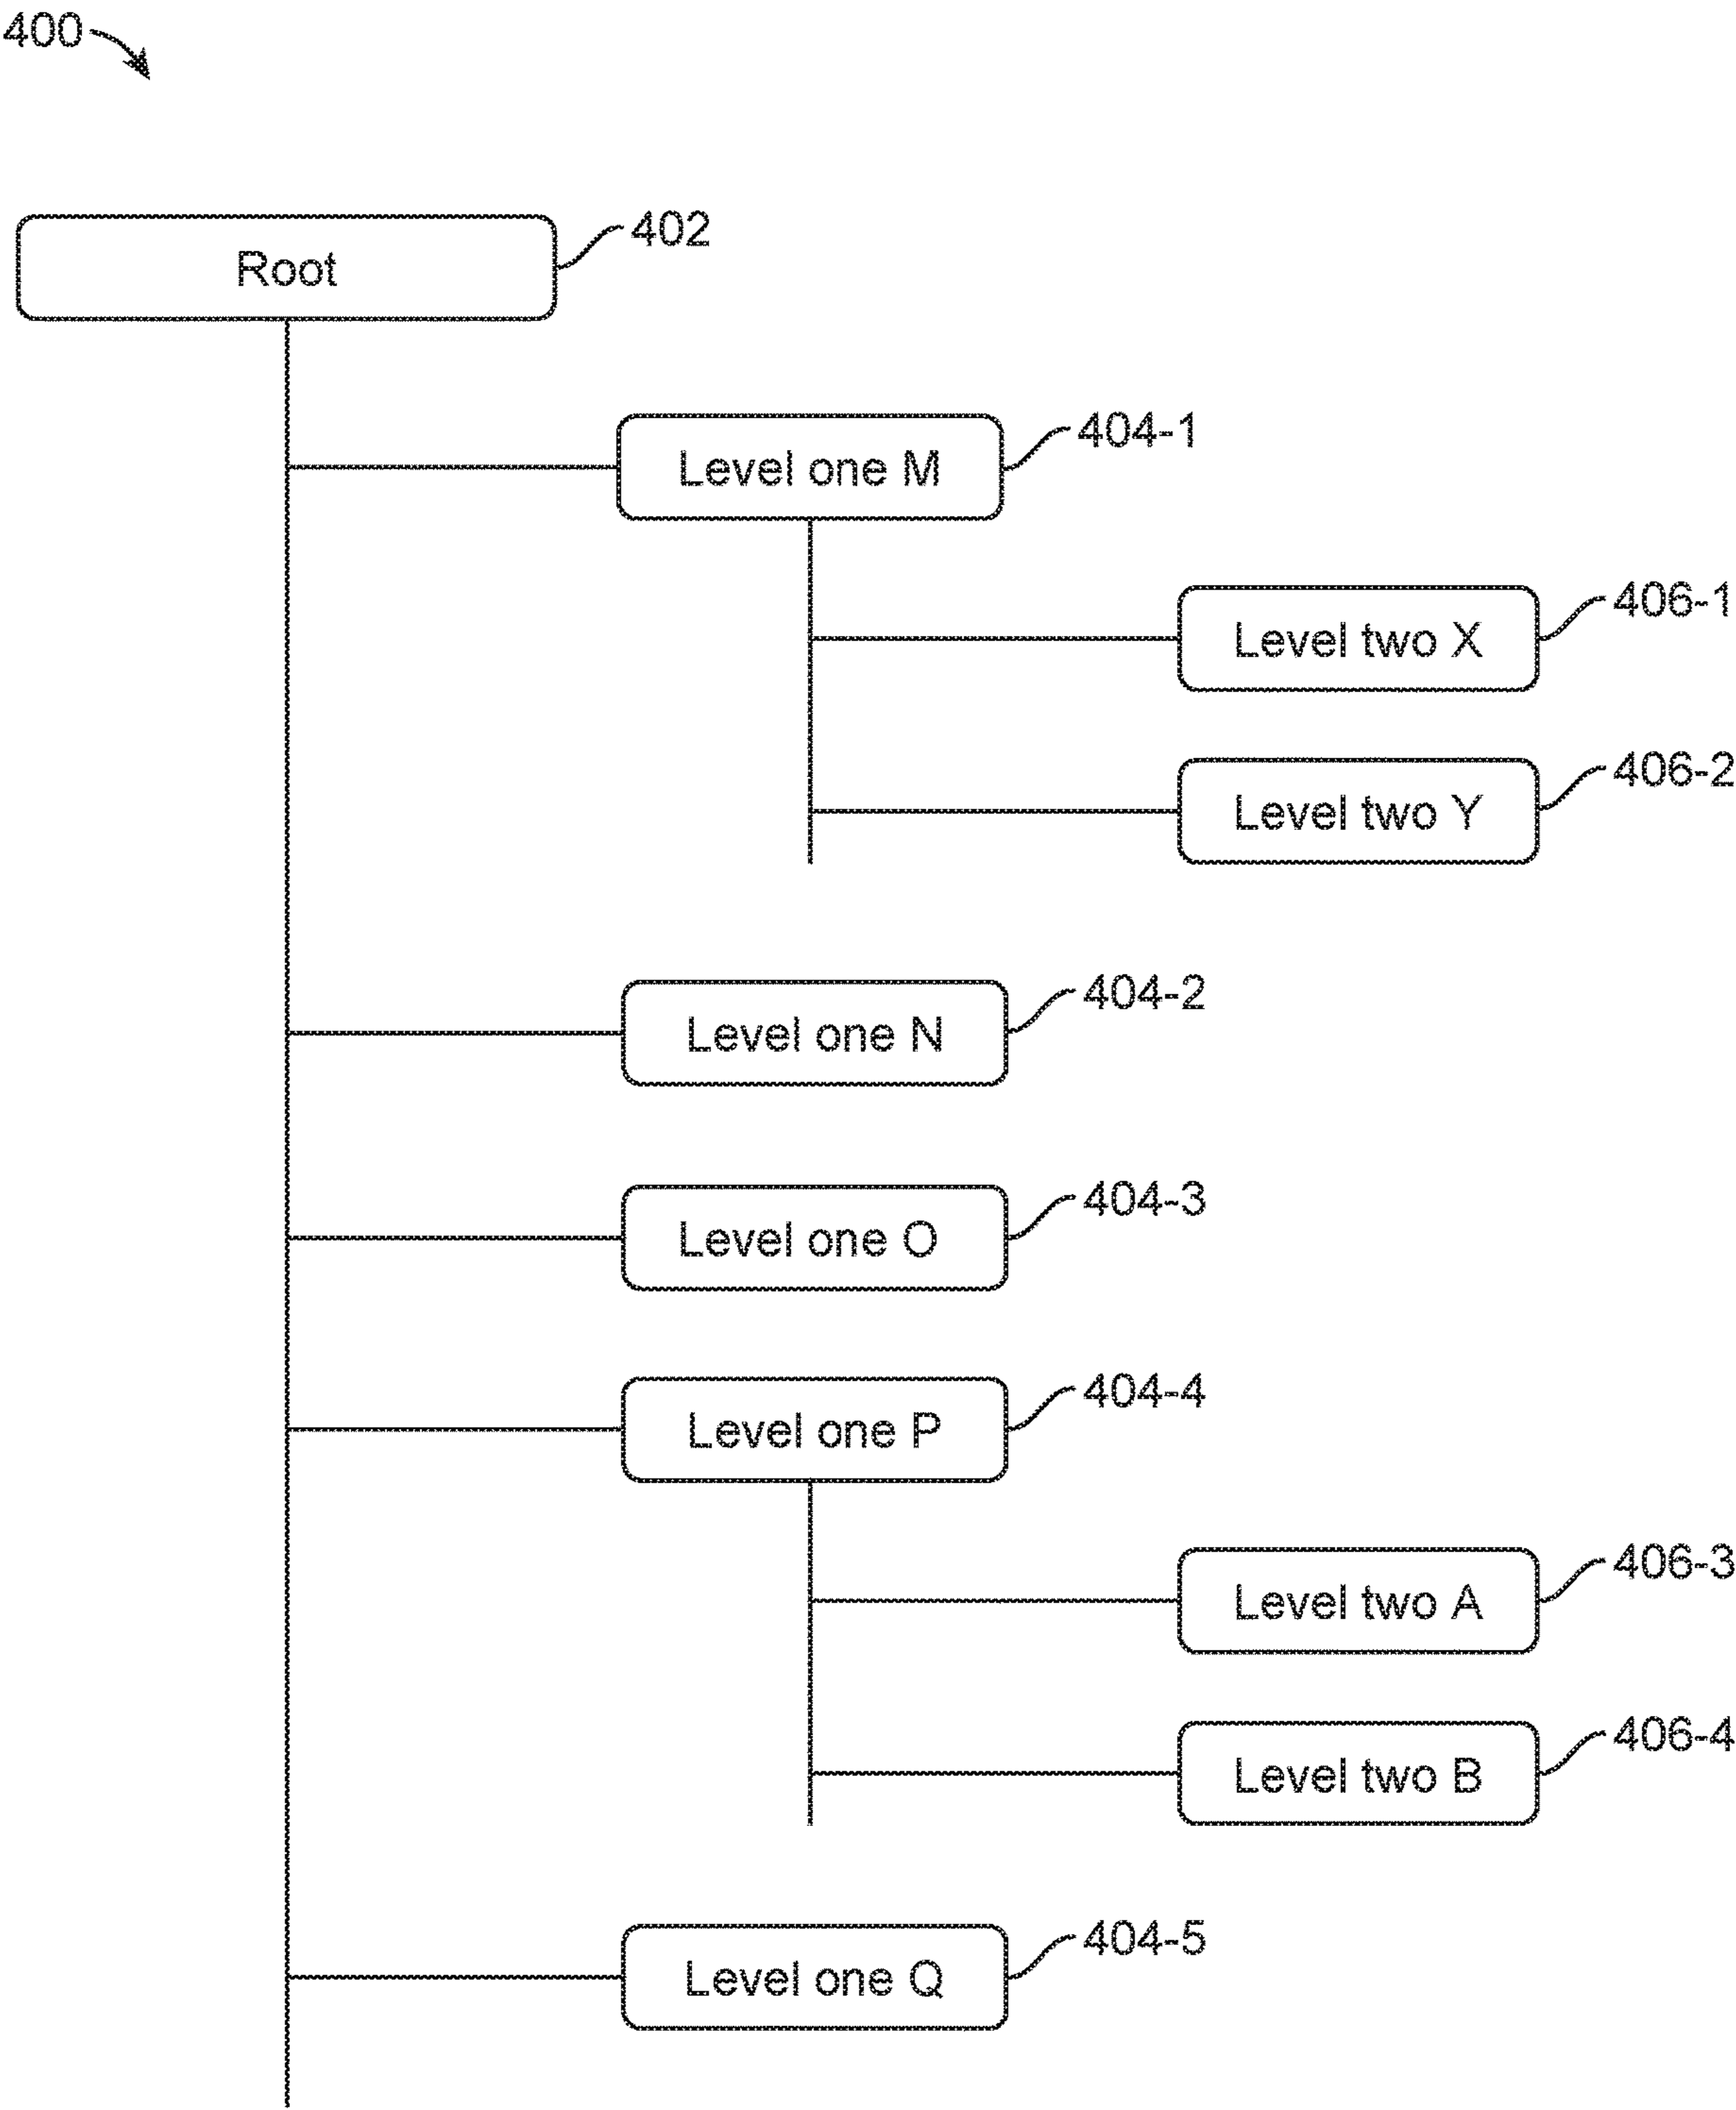 400
402
Root
404-1
Level one M
406-1
Level two X
406-2
Level two Y
404-2
Level one N
404-3
Level one O
404-4
Level one P
406-3
Level two A
406-4
Level two B
404-5
Level one Q